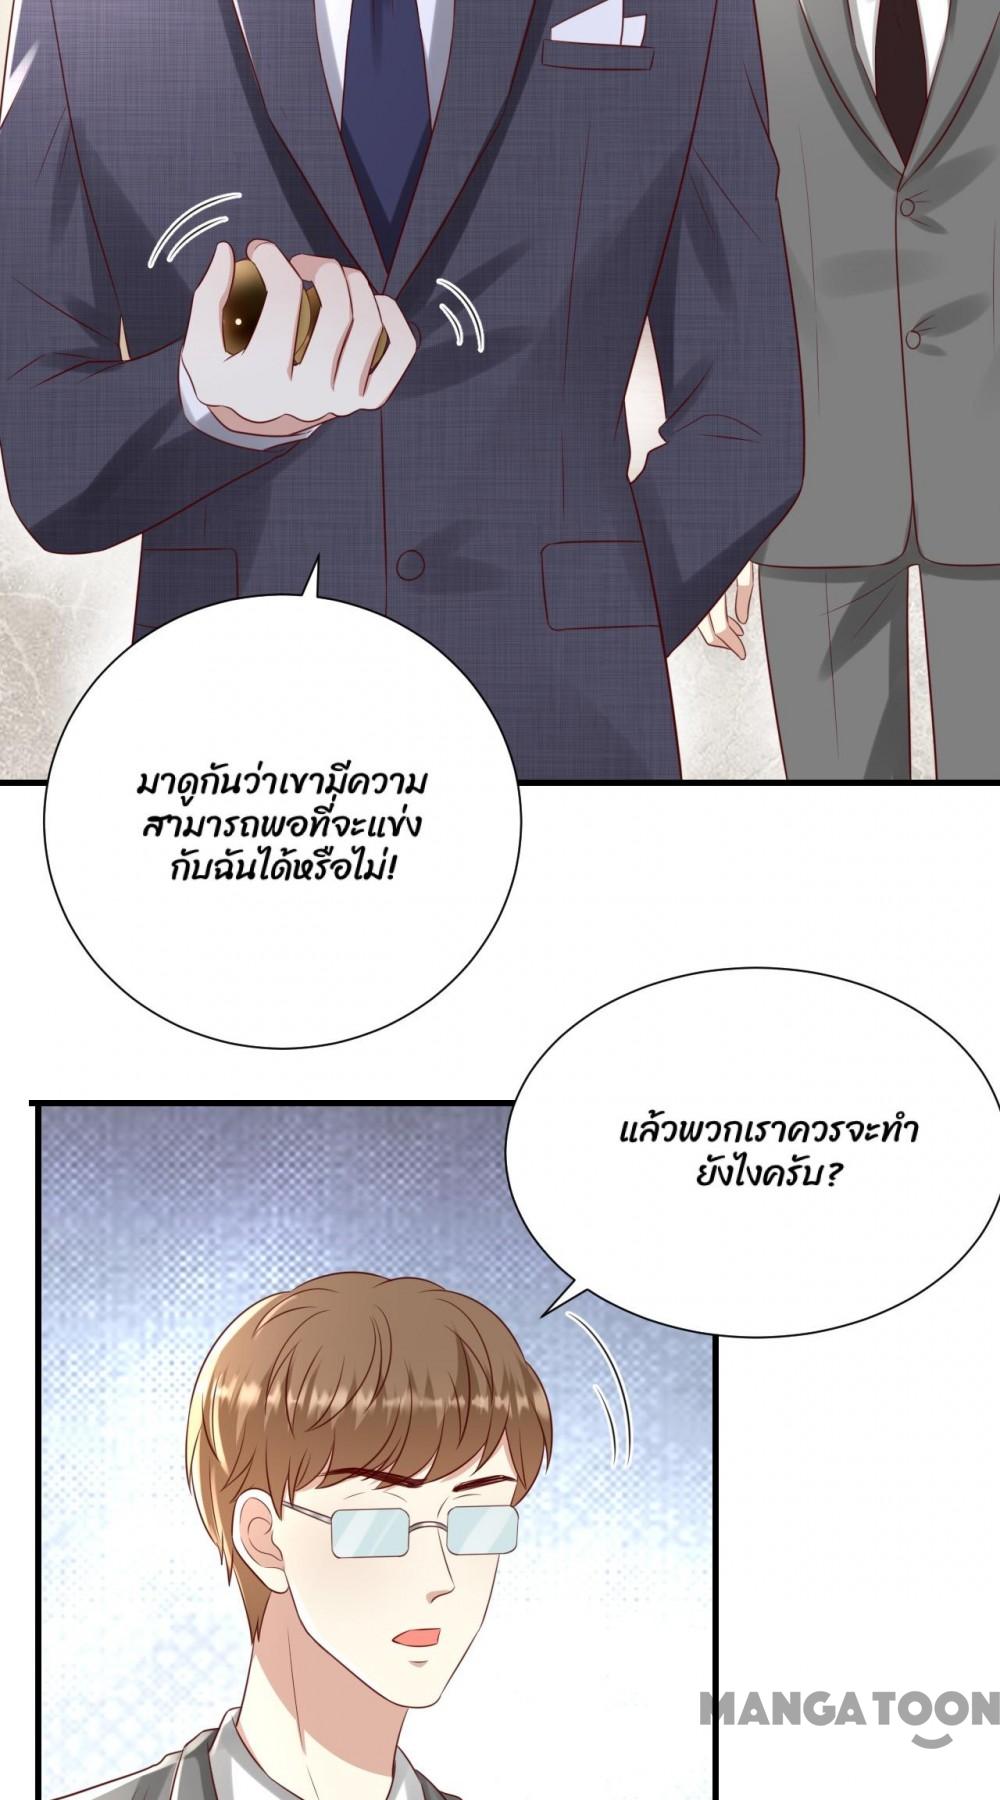 มาดูกันว่าเขามีความ
สามารถพอที่จะแข่ง
กับฉันได้หรือไม่!
แล้วพวกเราควรจะทำ
ยังไงครับ?
MANGATOON